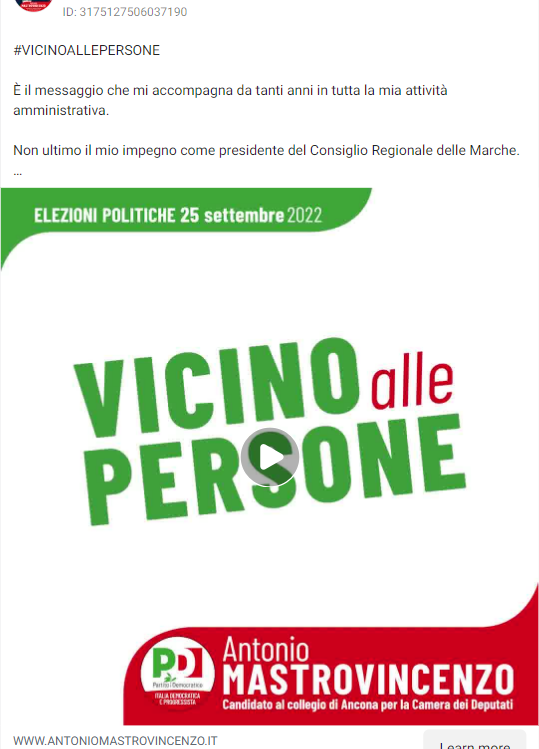 ID: 3175127506037190
#VICINOALLEPERSONE
È il messaggio che mi accompagna da tanti anni in tutta la mia attività
amministrativa.
Non ultimo il mio impegno come presidente del Consiglio Regionale delle Marche.
...
ELEZIONI POLITICHE 25 settembre 2022
VICINO alle
PERSONE
PD
Partito Democratico
ITALIA DEMOCRATICA
E PROGRESSISTA
Antonio
MASTROVINCENZO
Candidato al collegio di Ancona per la Camera dei Deputati
WWW.ANTONIOMASTROVINCENZO.IT
Learn more